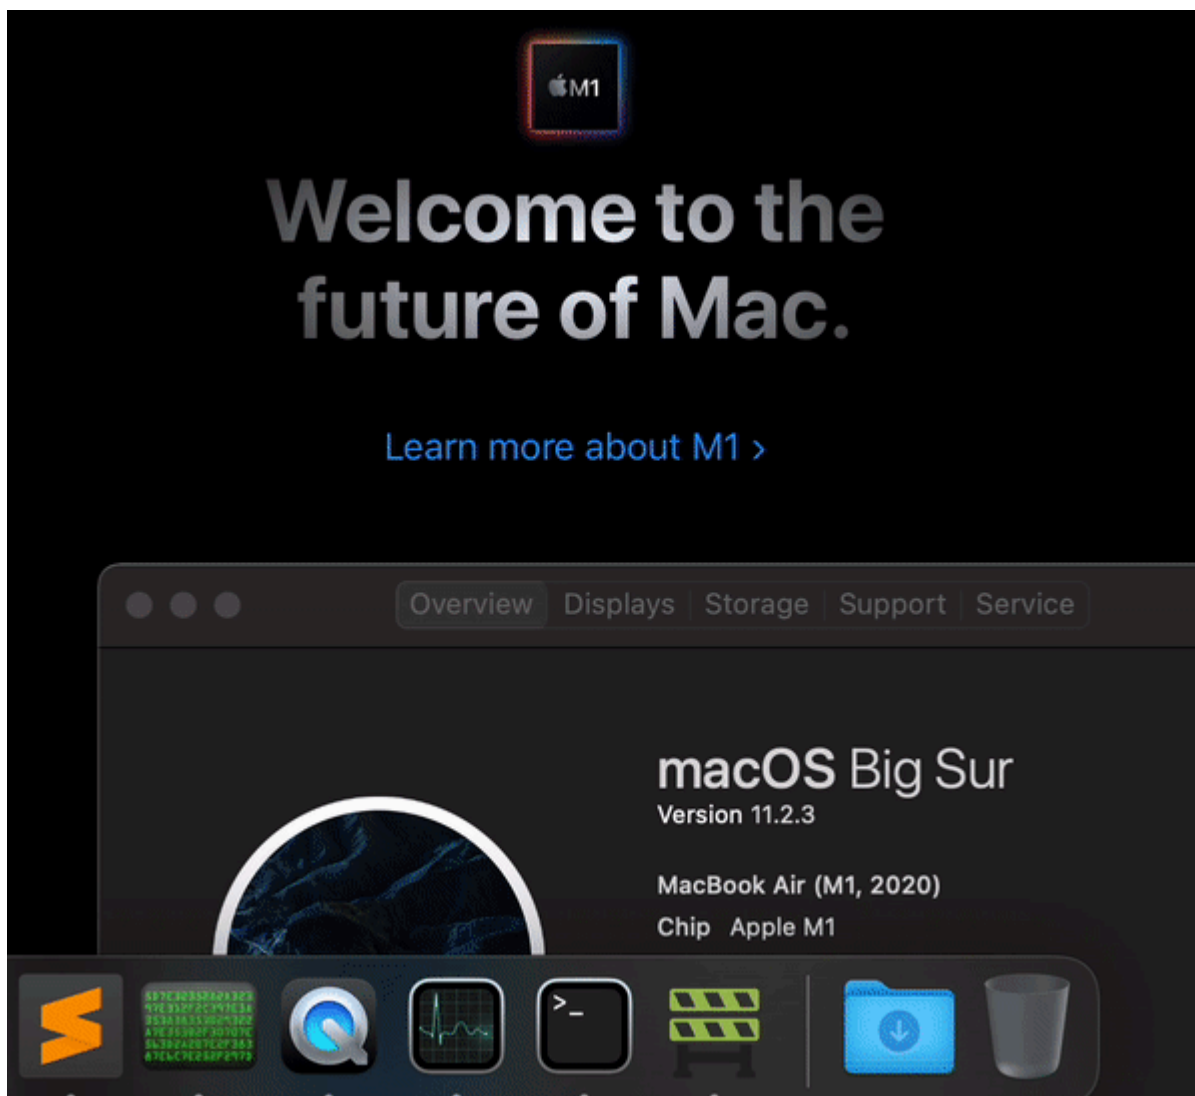 M1
Welcome to the
future of Mac.
Learn more about M1 ›
Overview Displays Storage Support Service
macOS Big Sur
Version 11.2.3
MacBook Air (M1, 2020)
Chip Apple M1
>_